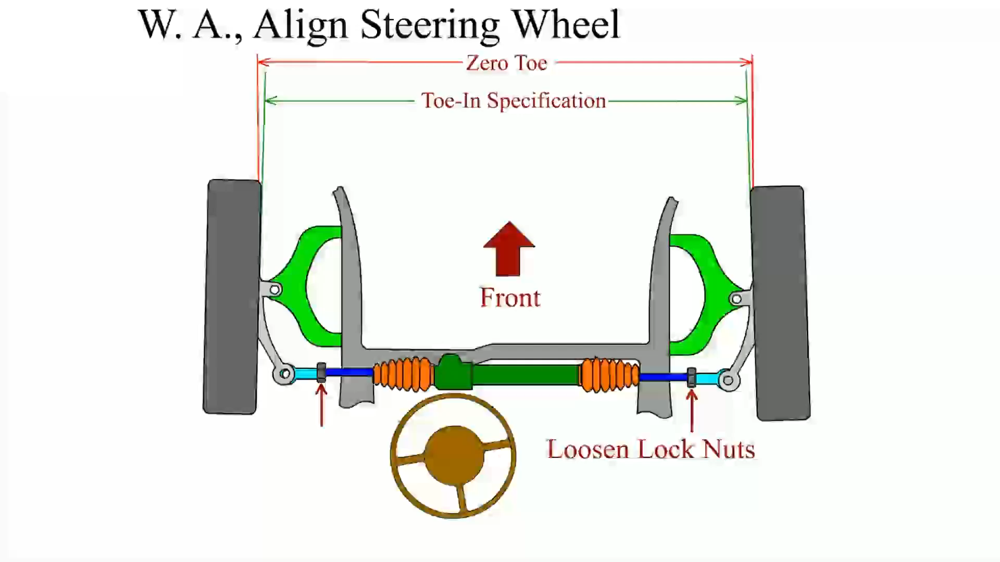 W. A., Align Steering Wheel
Zero Toe
Toe-In Specification
Front
Loosen Lock Nuts